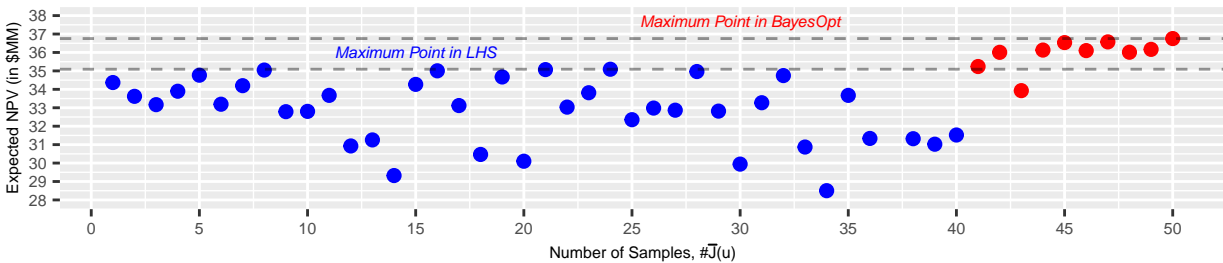 Maximum Point in BayesOpt
Maximum Point in LHS
Expected NPV (in $MM)
38
37
36
35
34
33
32
31
30
29
28
0 5 10 15 20 25 30 35 40 45 50
Number of Samples, #J̅(u)